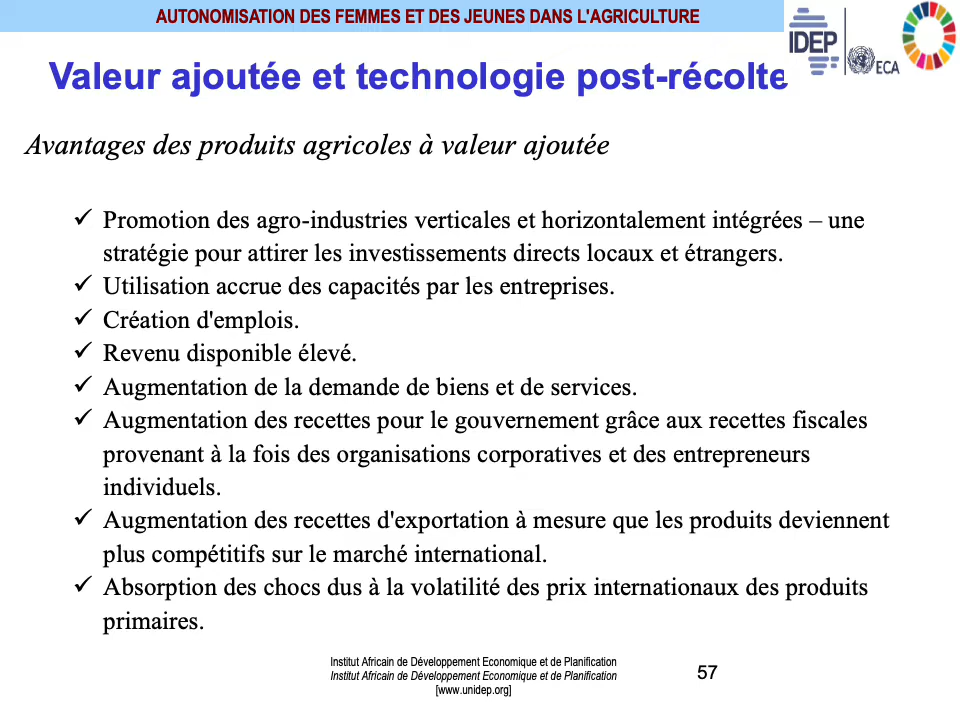 AUTONOMISATION DES FEMMES ET DES JEUNES DANS L'AGRICULTURE
IDEP
ECA
Valeur ajoutée et technologie post-récolte
Avantages des produits agricoles à valeur ajoutée
✓ Promotion des agro-industries verticales et horizontalement intégrées – une
stratégie pour attirer les investissements directs locaux et étrangers.
✓ Utilisation accrue des capacités par les entreprises.
✓ Création d'emplois.
✓ Revenu disponible élevé.
✓ Augmentation de la demande de biens et de services.
✓ Augmentation des recettes pour le gouvernement grâce aux recettes fiscales
provenant à la fois des organisations corporatives et des entrepreneurs
individuels.
✓ Augmentation des recettes d'exportation à mesure que les produits deviennent
plus compétitifs sur le marché international.
✓ Absorption des chocs dus à la volatilité des prix internationaux des produits
primaires.
Institut Africain de Développement Economique et de Planification
Institut Africain de Développement Economique et de Planification
[www.unidep.org]
57